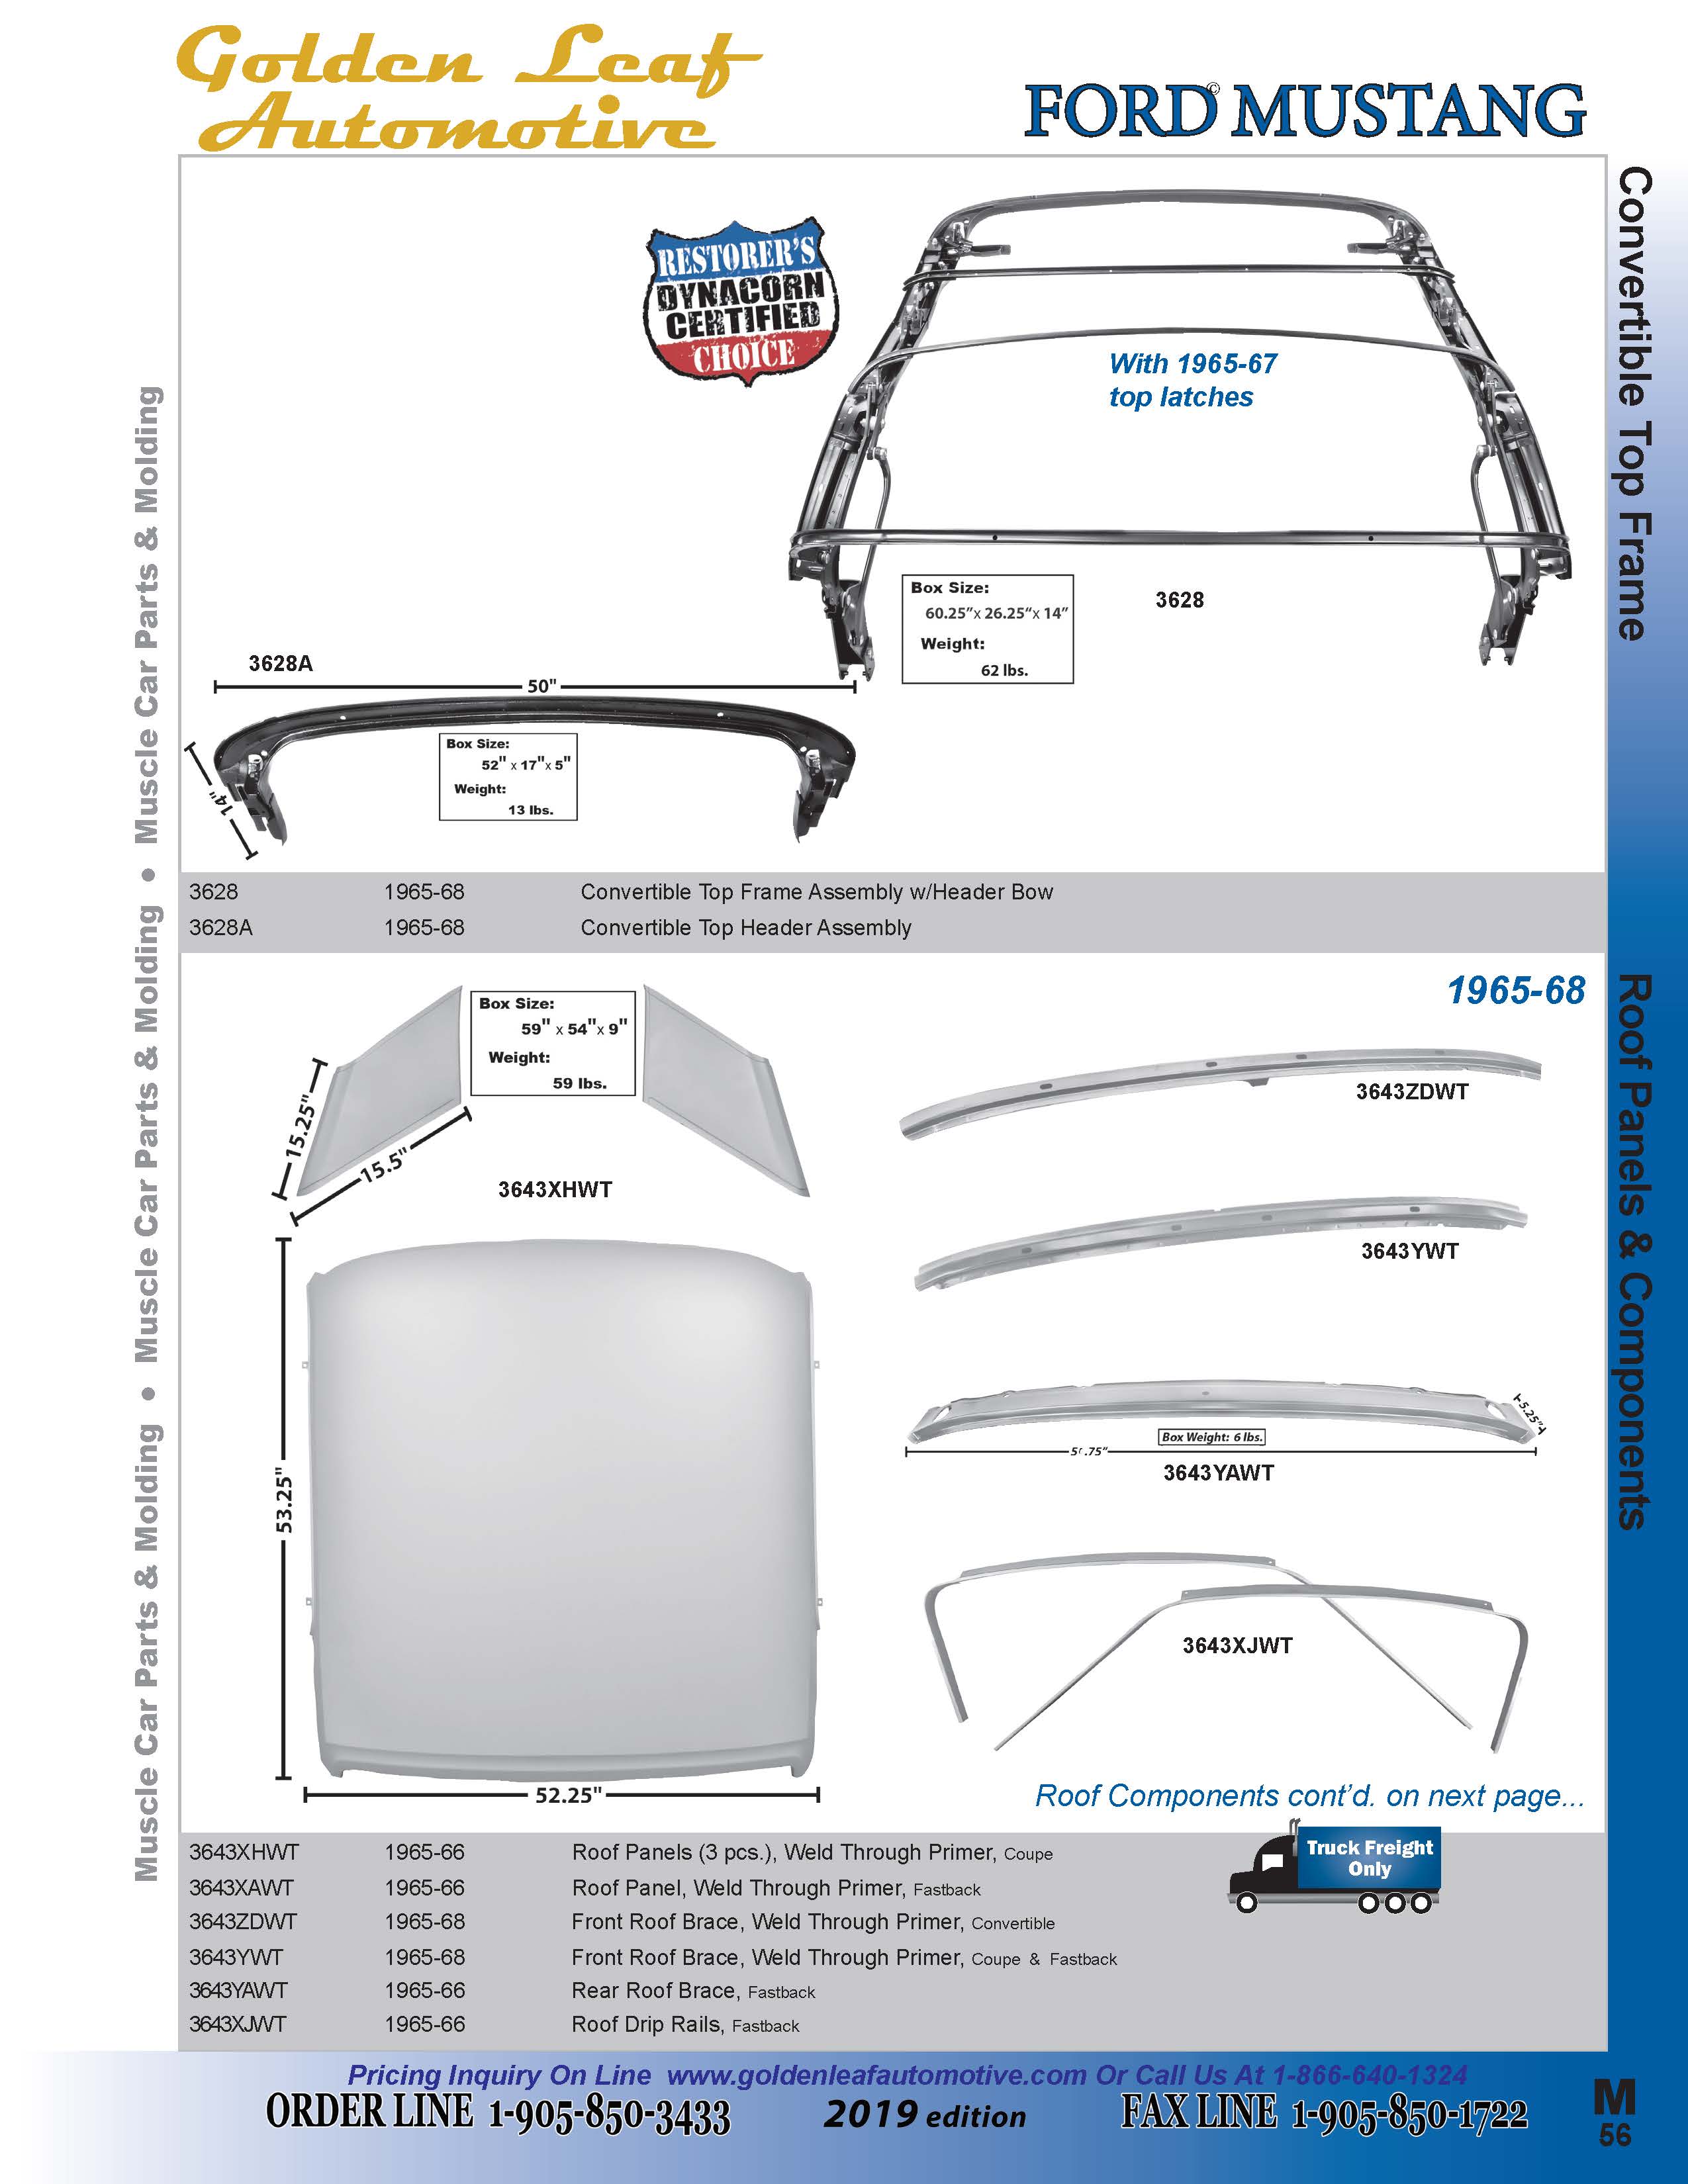 Golden Leaf
Automotive
FORD© MUSTANG
Convertible Top Frame
RESTORER'S
DYNACORN
CERTIFIED
CHOICE
With 1965-67
top latches
Box Size:
60.25”x 26.25“x 14”
Weight:
62 lbs.
3628
3628A
50"
14"
Box Size:
52" x 17"x 5"
Weight:
13 lbs.
3628 1965-68 Convertible Top Frame Assembly w/Header Bow
3628A 1965-68 Convertible Top Header Assembly
Roof Panels & Components
1965-68
Box Size:
59" x 54"x 9"
Weight:
59 lbs.
15.25"
15.5"
3643XHWT
53.25"
52.25"
3643ZDWT
3643YWT
5.25"
Box Weight: 6 lbs.
.75”
3643YAWT
3643XJWT
Roof Components cont’d. on next page...
3643XHWT 1965-66 Roof Panels (3 pcs.), Weld Through Primer, Coupe
3643XAWT 1965-66 Roof Panel, Weld Through Primer, Fastback
3643ZDWT 1965-68 Front Roof Brace, Weld Through Primer, Convertible
3643YWT 1965-68 Front Roof Brace, Weld Through Primer, Coupe & Fastback
3643YAWT 1965-66 Rear Roof Brace, Fastback
3643XJWT 1965-66 Roof Drip Rails, Fastback
Truck Freight
Only
Muscle Car Parts & Molding • Muscle Car Parts & Molding • Muscle Car Parts & Molding
Pricing Inquiry On Line www.goldenleafautomotive.com Or Call Us At 1-866-640-1324
ORDER LINE 1-905-850-3433 2019 edition FAX LINE 1-905-850-1722
M
56